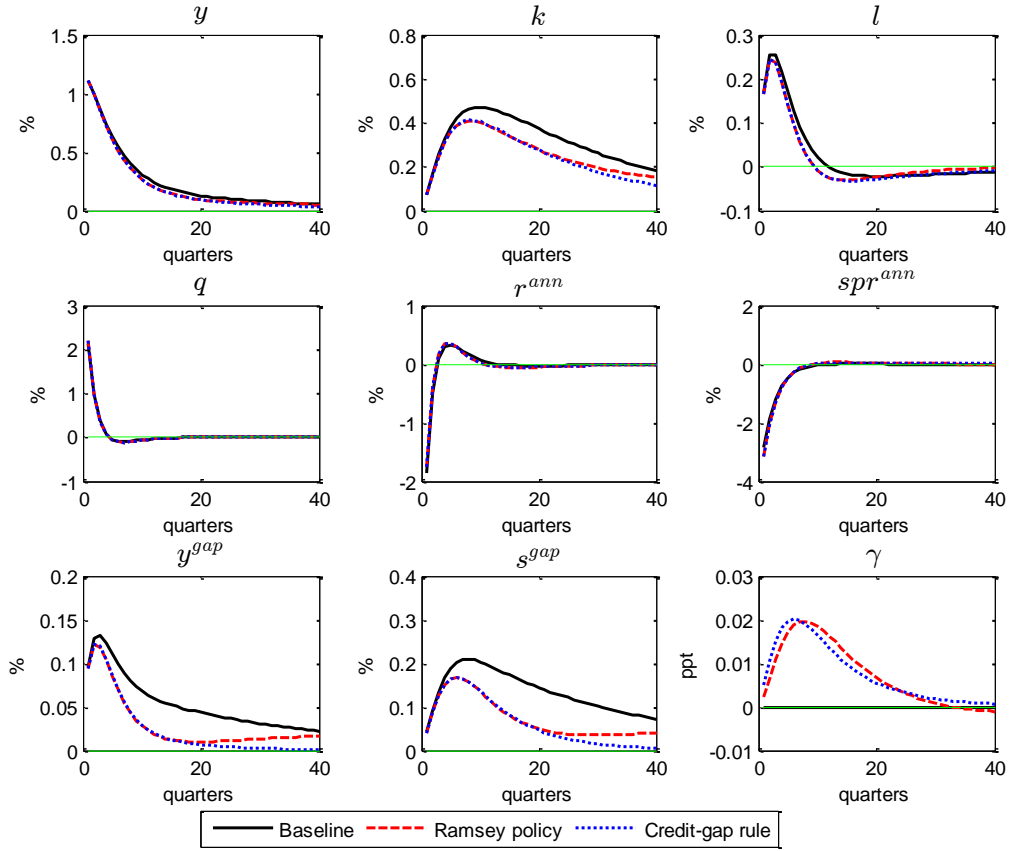 y
k
l
1.5
1
0.5
0
%
0 20 40
quarters
0.8
0.6
0.4
0.2
0
%
0 20 40
quarters
0.3
0.2
0.1
0
-0.1
%
0 20 40
quarters
q
r^{ann}
spr^{ann}
3
2
1
0
-1
%
0 20 40
quarters
1
0
-1
-2
%
0 20 40
quarters
2
0
-2
-4
%
0 20 40
quarters
y^{gap}
s^{gap}
γ
0.2
0.15
0.1
0.05
0
%
0 20 40
quarters
0.4
0.3
0.2
0.1
0
%
0 20 40
quarters
0.03
0.02
0.01
0
-0.01
ppt
0 20 40
quarters
Baseline Ramsey policy Credit-gap rule